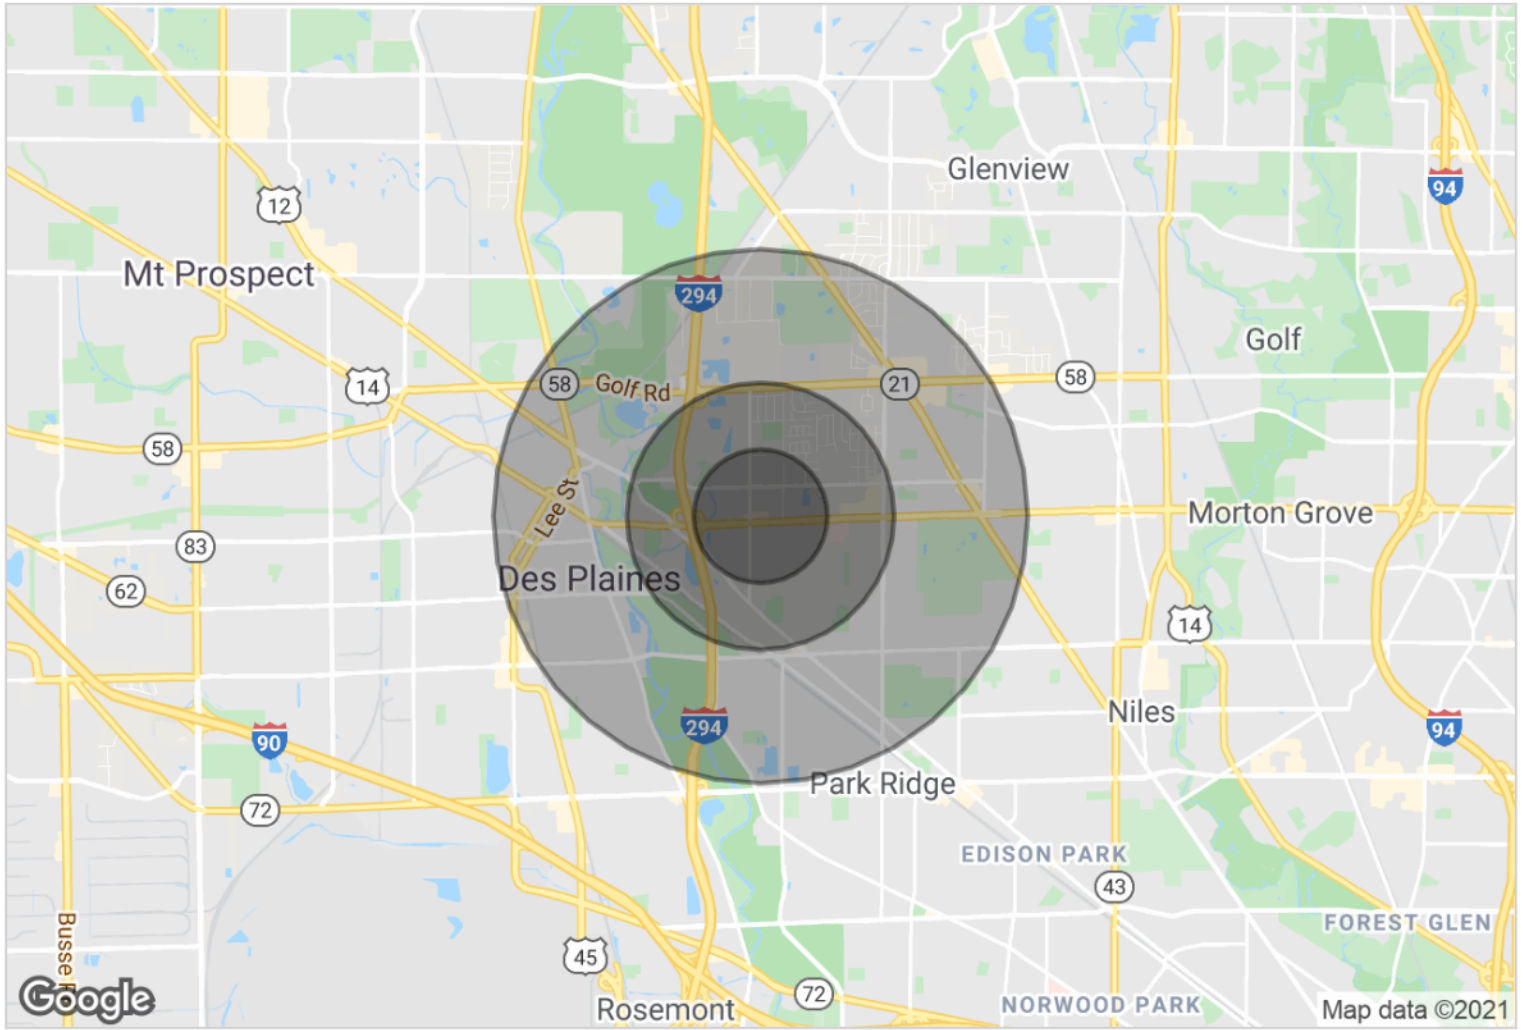 Glenview
94
12
Mt Prospect
294
Golf
14
58
Golf Rd
21
58
58
Lee St
Morton Grove
83
Des Plaines
62
14
Niles
90
294
94
Park Ridge
72
EDISON PARK
43
FOREST GLEN
Busse
45
Google
72
Rosemont
NORWOOD PARK
Map data ©2021